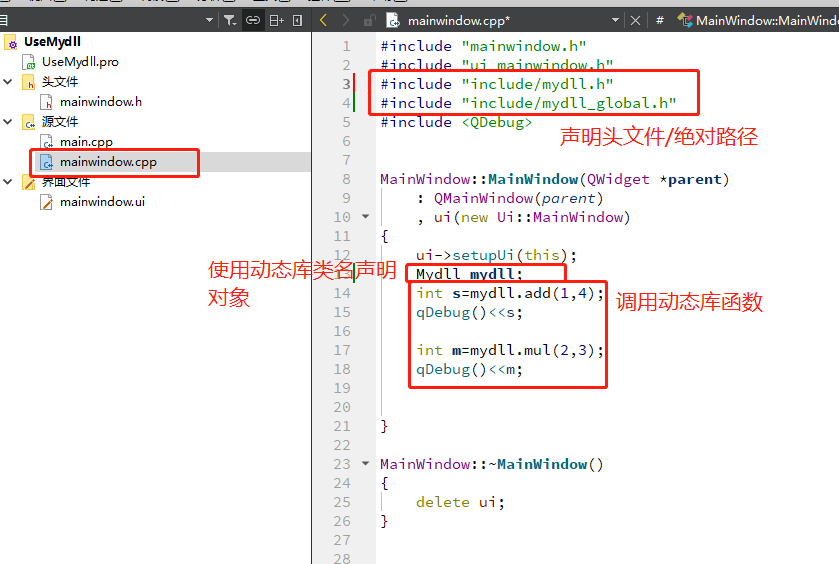 mainwindow.cpp*
#
MainWindow::MainWindo
UseMydll
UseMydll.pro
头文件
mainwindow.h
源文件
main.cpp
mainwindow.cpp
界面文件
mainwindow.ui
1 #include "mainwindow.h"
2 #include "ui_mainwindow.h"
3 #include "include/mydll.h"
4 #include "include/mydll_global.h"
5 #include <QDebug>
声明头文件/绝对路径
6
7
8 MainWindow::MainWindow(QWidget *parent)
9 : QMainWindow(parent)
10 , ui(new Ui::MainWindow)
11 {
12 ui->setupUi(this);
使用动态库类名声明
对象
13 Mydll mydll;
14 int s=mydll.add(1,4);
调用动态库函数
15 qDebug()<<s;
16
17 int m=mydll.mul(2,3);
18 qDebug()<<m;
19
20
21 }
22
23 MainWindow::~MainWindow()
24 {
25 delete ui;
26 }
27
28